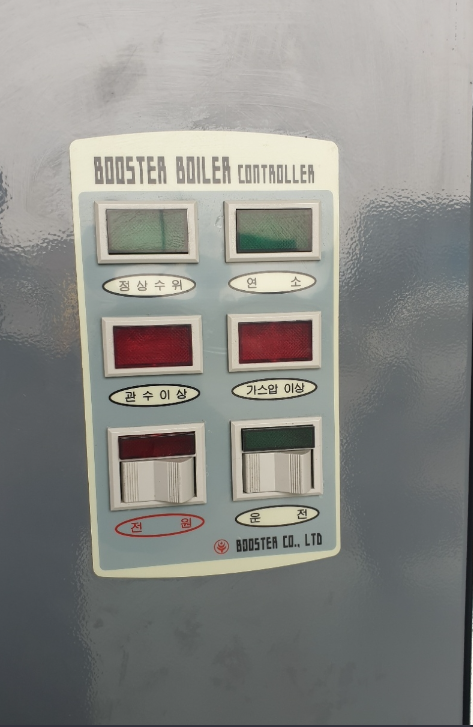 BOOSTER BOILER CONTROLLER
정상수위
연 소
관수이상
가스압 이상
전 원
운 전
BOOSTER CO., LTD